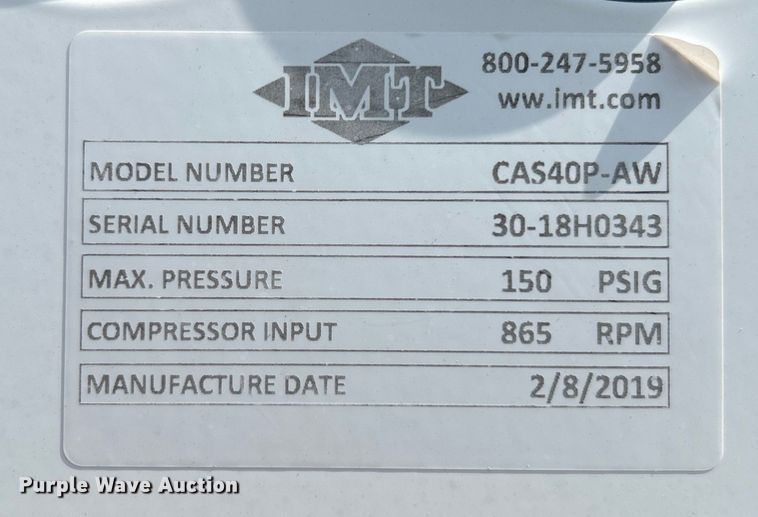 IMT
800-247-5958
ww.imt.com
MODEL NUMBER CAS40P-AW
SERIAL NUMBER 30-18H0343
MAX. PRESSURE 150 PSIG
COMPRESSOR INPUT 865 RPM
MANUFACTURE DATE 2/8/2019
Purple Wave Auction